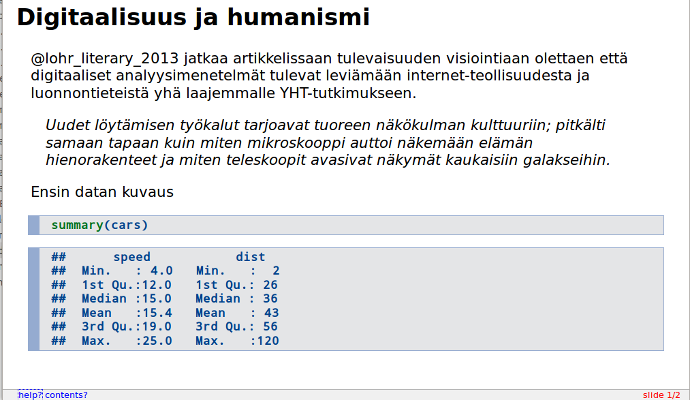 Digitaalisuus ja humanismi
@lohr_literary_2013 jatkaa artikkelissaan tulevaisuuden visiointiaan olettaen että
digitaaliset analyysimenetelmät tulevat leviämään internet-teollisuudesta ja
luonnontieteistä yhä laajemmalle YHT-tutkimukseen.
Uudet löytämisen työkalut tarjoavat tuoreen näkökulman kulttuuriin; pitkälti
samaan tapaan kuin miten mikroskooppi auttoi näkemään elämän
hienorakenteet ja miten teleskoopit avasivat näkymät kaukaisiin galakseihin.
Ensin datan kuvaus
summary(cars)
##      speed           dist
##  Min.   : 4.0   Min.   :  2
##  1st Qu.:12.0   1st Qu.: 26
##  Median :15.0   Median : 36
##  Mean   :15.4   Mean   : 43
##  3rd Qu.:19.0   3rd Qu.: 56
##  Max.   :25.0   Max.   :120
help? contents? slide 1/2